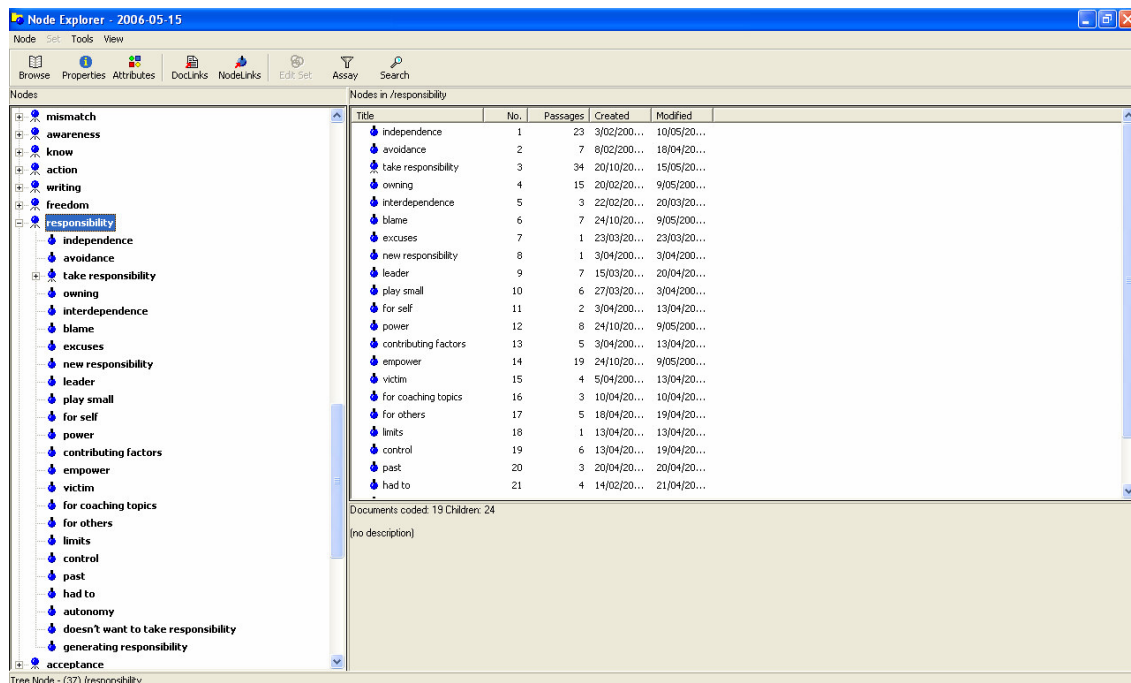 Node Explorer - 2006-05-15
Node Set Tools View
Browse Properties Attributes DocLinks NodeLinks Edit Set Assay Search
Nodes
mismatch
awareness
know
action
writing
freedom
responsibility
independence
avoidance
take responsibility
owning
interdependence
blame
excuses
new responsibility
leader
play small
for self
power
contributing factors
empower
victim
for coaching topics
for others
limits
control
past
had to
autonomy
doesn't want to take responsibility
generating responsibility
acceptance
Nodes in /responsibility
Title No. Passages Created Modified
independence 1 23 3/02/200... 10/05/20...
avoidance 2 7 8/02/200... 18/04/20...
take responsibility 3 34 20/10/20... 15/05/20...
owning 4 15 20/02/20... 9/05/200...
interdependence 5 3 22/02/20... 20/03/20...
blame 6 7 24/10/20... 9/05/200...
excuses 7 1 23/03/20... 23/03/20...
new responsibility 8 1 3/04/200... 3/04/200...
leader 9 7 15/03/20... 20/04/20...
play small 10 6 27/03/20... 3/04/200...
for self 11 2 3/04/200... 13/04/20...
power 12 8 24/10/20... 9/05/200...
contributing factors 13 5 3/04/200... 13/04/20...
empower 14 19 24/10/20... 9/05/200...
victim 15 4 5/04/200... 13/04/20...
for coaching topics 16 3 10/04/20... 10/04/20...
for others 17 5 18/04/20... 19/04/20...
limits 18 1 13/04/20... 13/04/20...
control 19 6 13/04/20... 19/04/20...
past 20 3 20/04/20... 20/04/20...
had to 21 4 14/02/20... 21/04/20...
Documents coded: 19 Children: 24
(no description)
Tree Node - (37) /responsibility